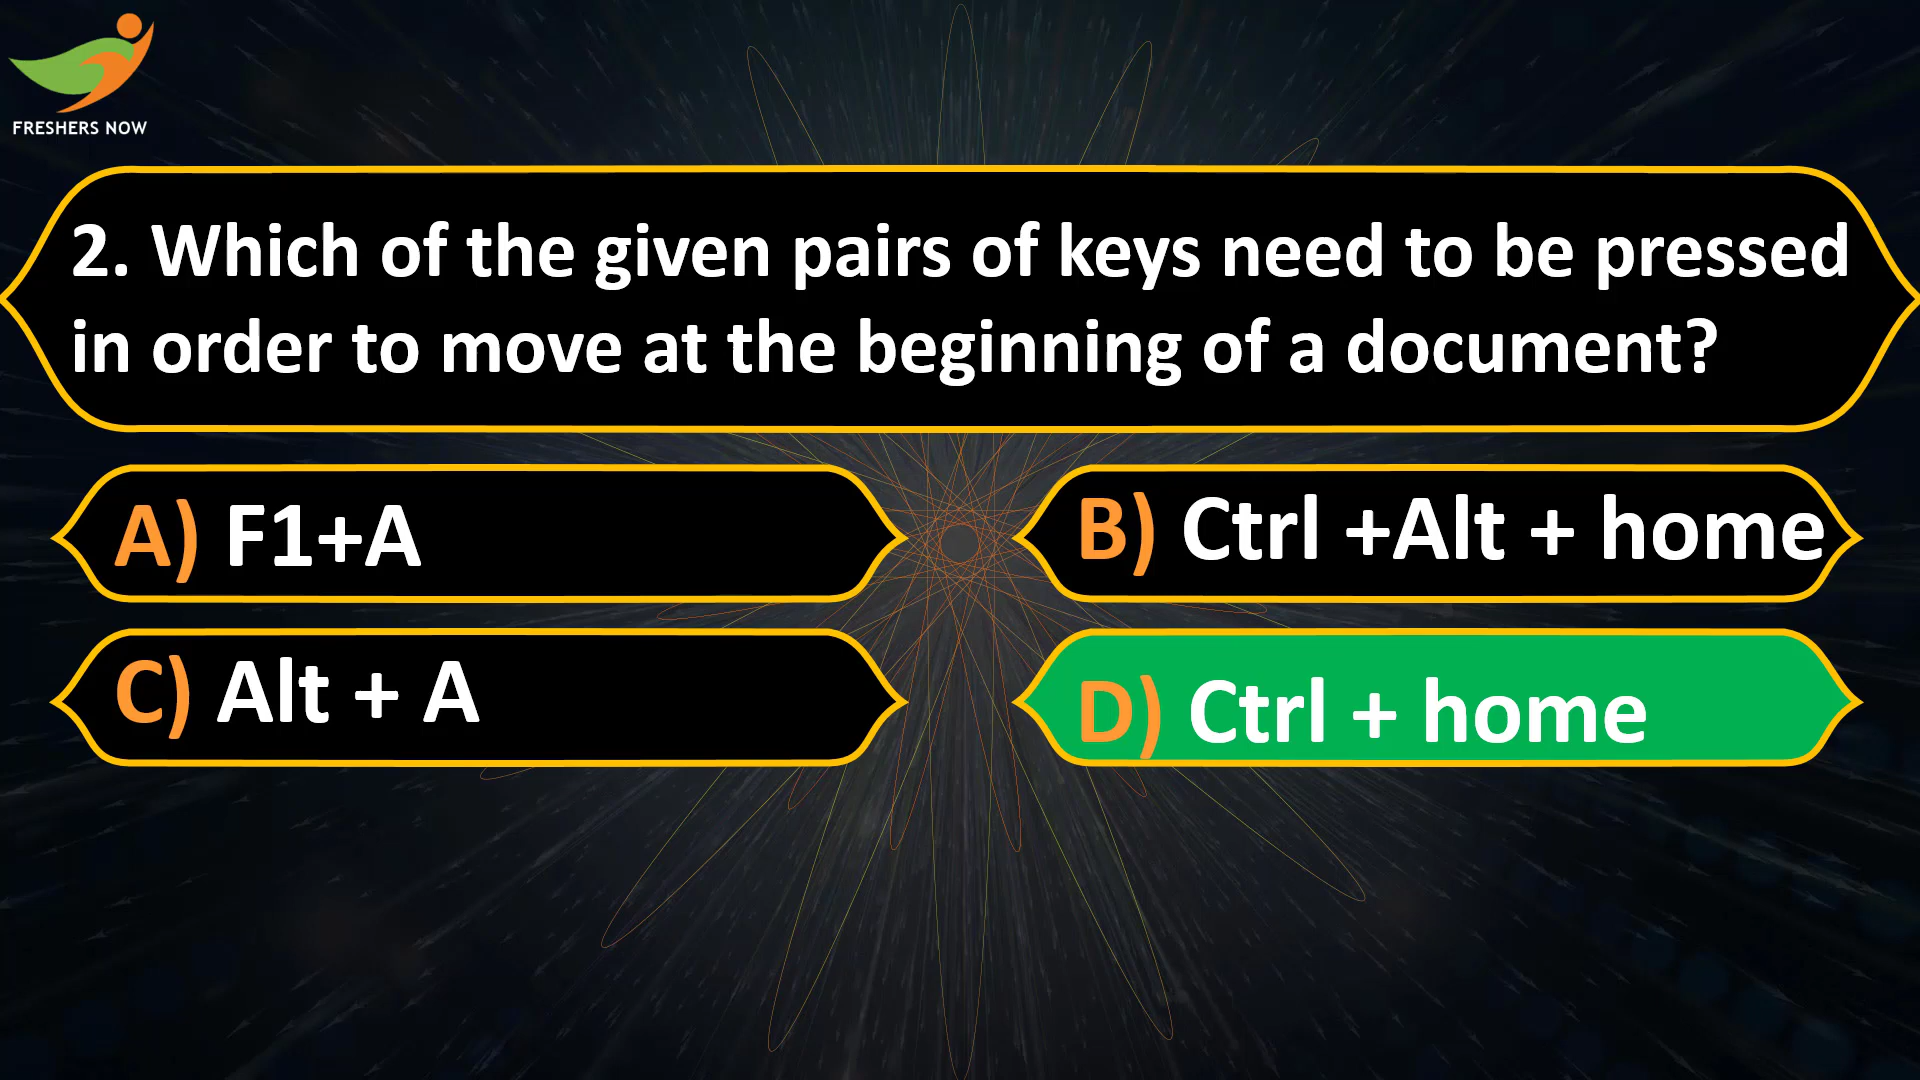 FRESHERS NOW
2. Which of the given pairs of keys need to be pressed
in order to move at the beginning of a document?
A) F1+A
B) Ctrl +Alt + home
C) Alt + A
D) Ctrl + home